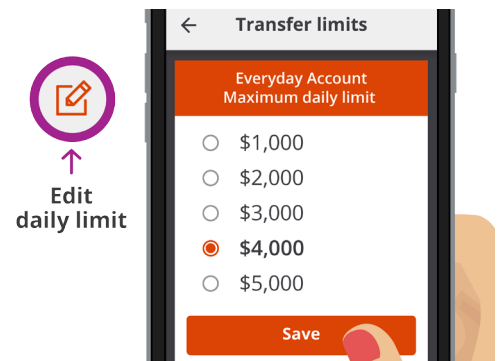 Transfer limits
Everyday Account
Maximum daily limit
$1,000
$2,000
$3,000
$4,000
$5,000
Save
Edit
daily limit